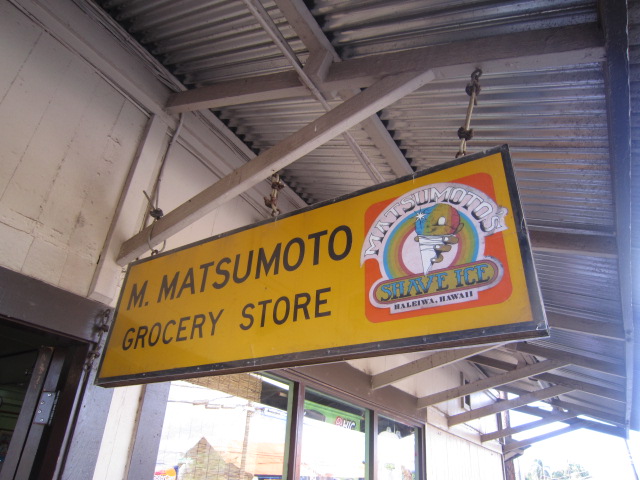 M. MATSUMOTO
GROCERY STORE
MATSUMOTO'S
SHAVE ICE
HALEIWA, HAWAII